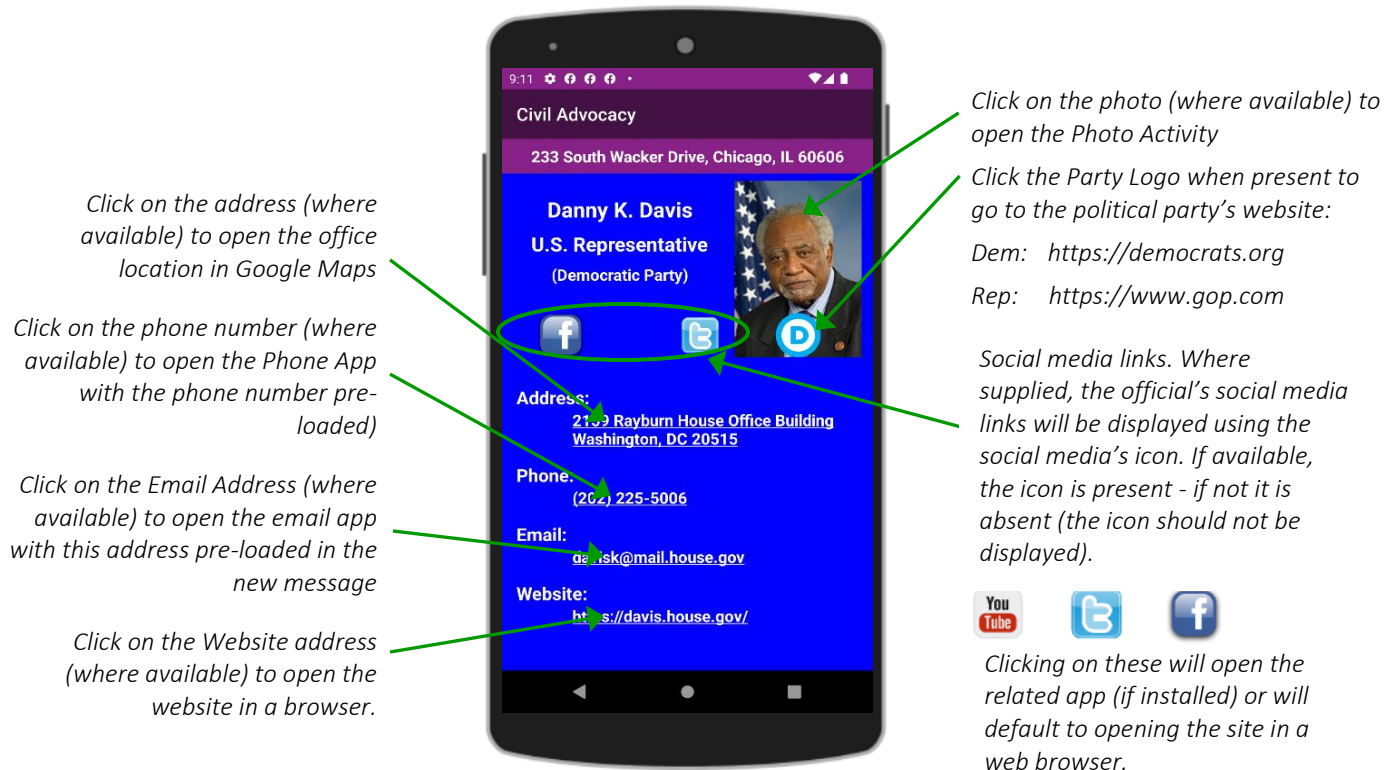 9:11
Civil Advocacy
233 South Wacker Drive, Chicago, IL 60606
Danny K. Davis
U.S. Representative
(Democratic Party)
f
t
D
Address:
2159 Rayburn House Office Building
Washington, DC 20515
Phone:
(202) 225-5006
Email:
davisk@mail.house.gov
Website:
https://davis.house.gov/
Click on the address (where
available) to open the office
location in Google Maps
Click on the phone number (where
available) to open the Phone App
with the phone number pre-
loaded)
Click on the Email Address (where
available) to open the email app
with this address pre-loaded in the
new message
Click on the Website address
(where available) to open the
website in a browser.
Click on the photo (where available) to
open the Photo Activity
Click the Party Logo when present to
go to the political party’s website:
Dem: https://democrats.org
Rep: https://www.gop.com
Social media links. Where
supplied, the official’s social media
links will be displayed using the
social media’s icon. If available,
the icon is present - if not it is
absent (the icon should not be
displayed).
You
Tube
t
f
Clicking on these will open the
related app (if installed) or will
default to opening the site in a
web browser.